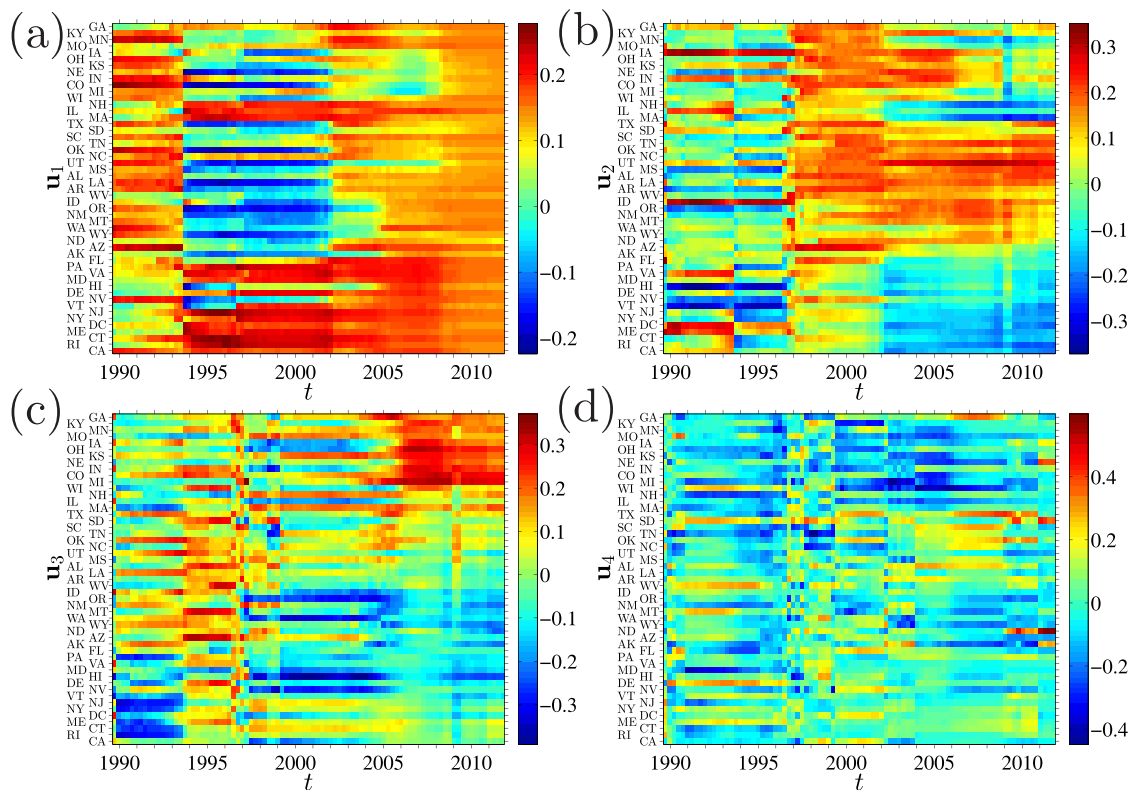 (a)
u1
GA
KY
MN
MO
IA
OH
KS
NE
IN
CO
MI
WI
NH
IL
MA
TX
SD
SC
TN
OK
NC
UT
MS
AL
LA
AR
WV
ID
OR
NM
MT
WA
WY
ND
AZ
AK
FL
PA
VA
MD
HI
DE
NV
VT
NJ
NY
DC
ME
CT
RI
CA
1990 1995 2000 2005 2010
t
0.2
0.1
0
−0.1
−0.2
(b)
u2
GA
KY
MN
MO
IA
OH
KS
NE
IN
CO
MI
WI
NH
IL
MA
TX
SD
SC
TN
OK
NC
UT
MS
AL
LA
AR
WV
ID
OR
NM
MT
WA
WY
ND
AZ
AK
FL
PA
VA
MD
HI
DE
NV
VT
NJ
NY
DC
ME
CT
RI
CA
1990 1995 2000 2005 2010
t
0.3
0.2
0.1
0
−0.1
−0.2
−0.3
(c)
u3
GA
KY
MN
MO
IA
OH
KS
NE
IN
CO
MI
WI
NH
IL
MA
TX
SD
SC
TN
OK
NC
UT
MS
AL
LA
AR
WV
ID
OR
NM
MT
WA
WY
ND
AZ
AK
FL
PA
VA
MD
HI
DE
NV
VT
NJ
NY
DC
ME
CT
RI
CA
1990 1995 2000 2005 2010
t
0.3
0.2
0.1
0
−0.1
−0.2
−0.3
(d)
u4
GA
KY
MN
MO
IA
OH
KS
NE
IN
CO
MI
WI
NH
IL
MA
TX
SD
SC
TN
OK
NC
UT
MS
AL
LA
AR
WV
ID
OR
NM
MT
WA
WY
ND
AZ
AK
FL
PA
VA
MD
HI
DE
NV
VT
NJ
NY
DC
ME
CT
RI
CA
1990 1995 2000 2005 2010
t
0.4
0.2
0
−0.2
−0.4